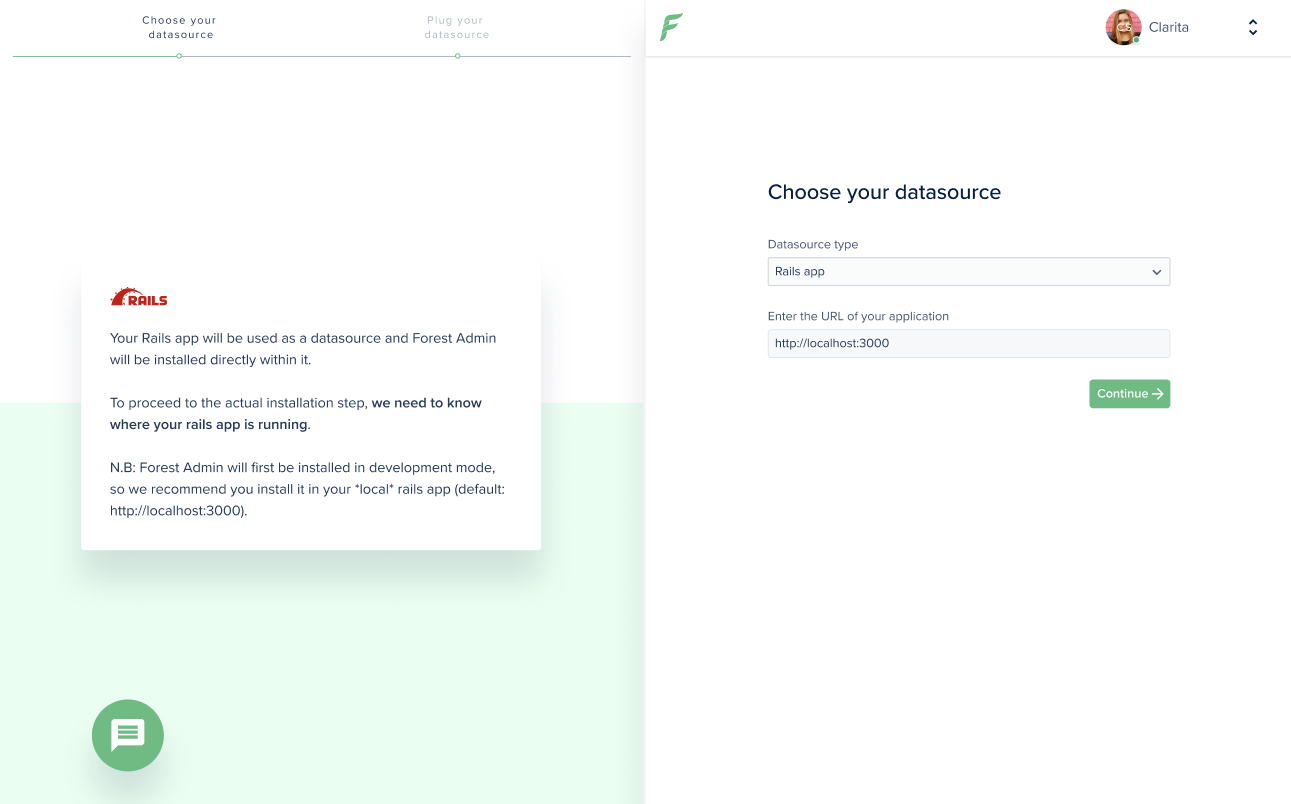 Choose your
datasource
Plug your
datasource
RAILS
Your Rails app will be used as a datasource and Forest Admin
will be installed directly within it.
To proceed to the actual installation step, we need to know
where your rails app is running.
N.B: Forest Admin will first be installed in development mode,
so we recommend you install it in your *local* rails app (default:
http://localhost:3000).
Clarita
Choose your datasource
Datasource type
Rails app
Enter the URL of your application
http://localhost:3000
Continue